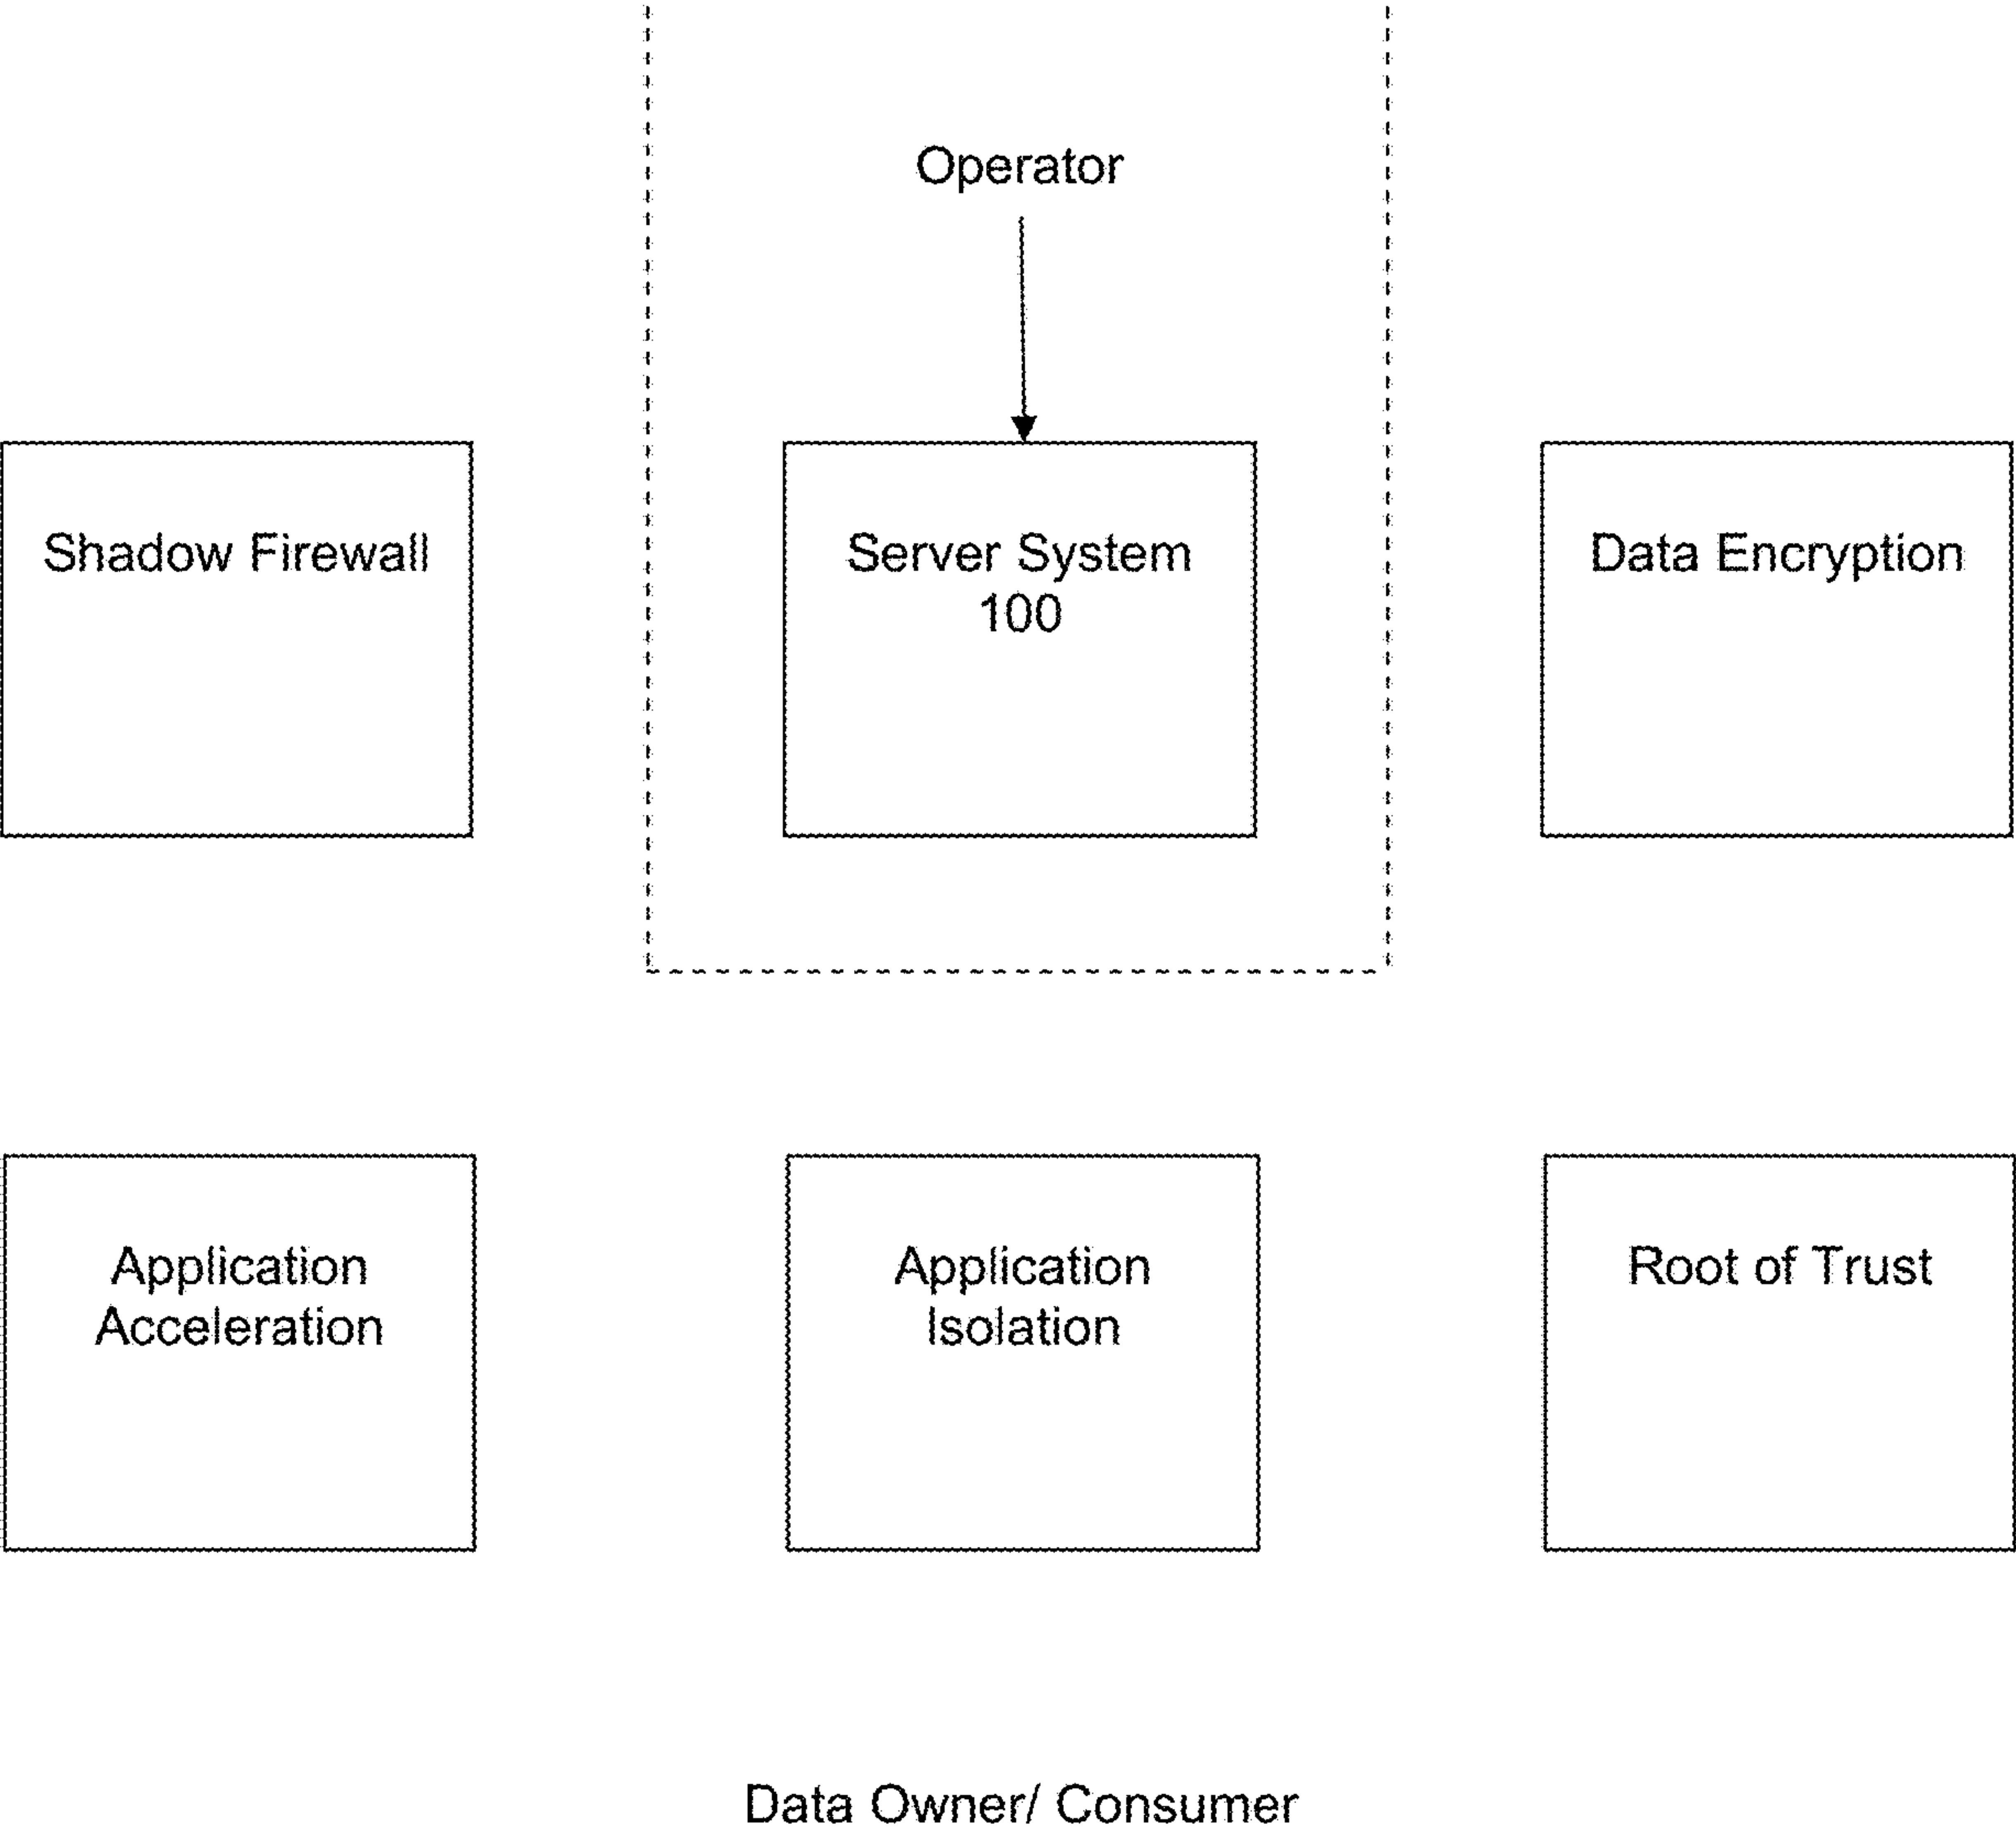 Operator
Shadow Firewall
Server System
100
Data Encryption
Application
Acceleration
Application
Isolation
Root of Trust
Data Owner/ Consumer